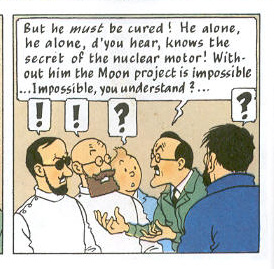 But he must be cured! He alone,
he alone, d'you hear, knows the
secret of the nuclear motor! With-
out him the Moon project is impossible
...Impossible, you understand?...
!
!
?
?